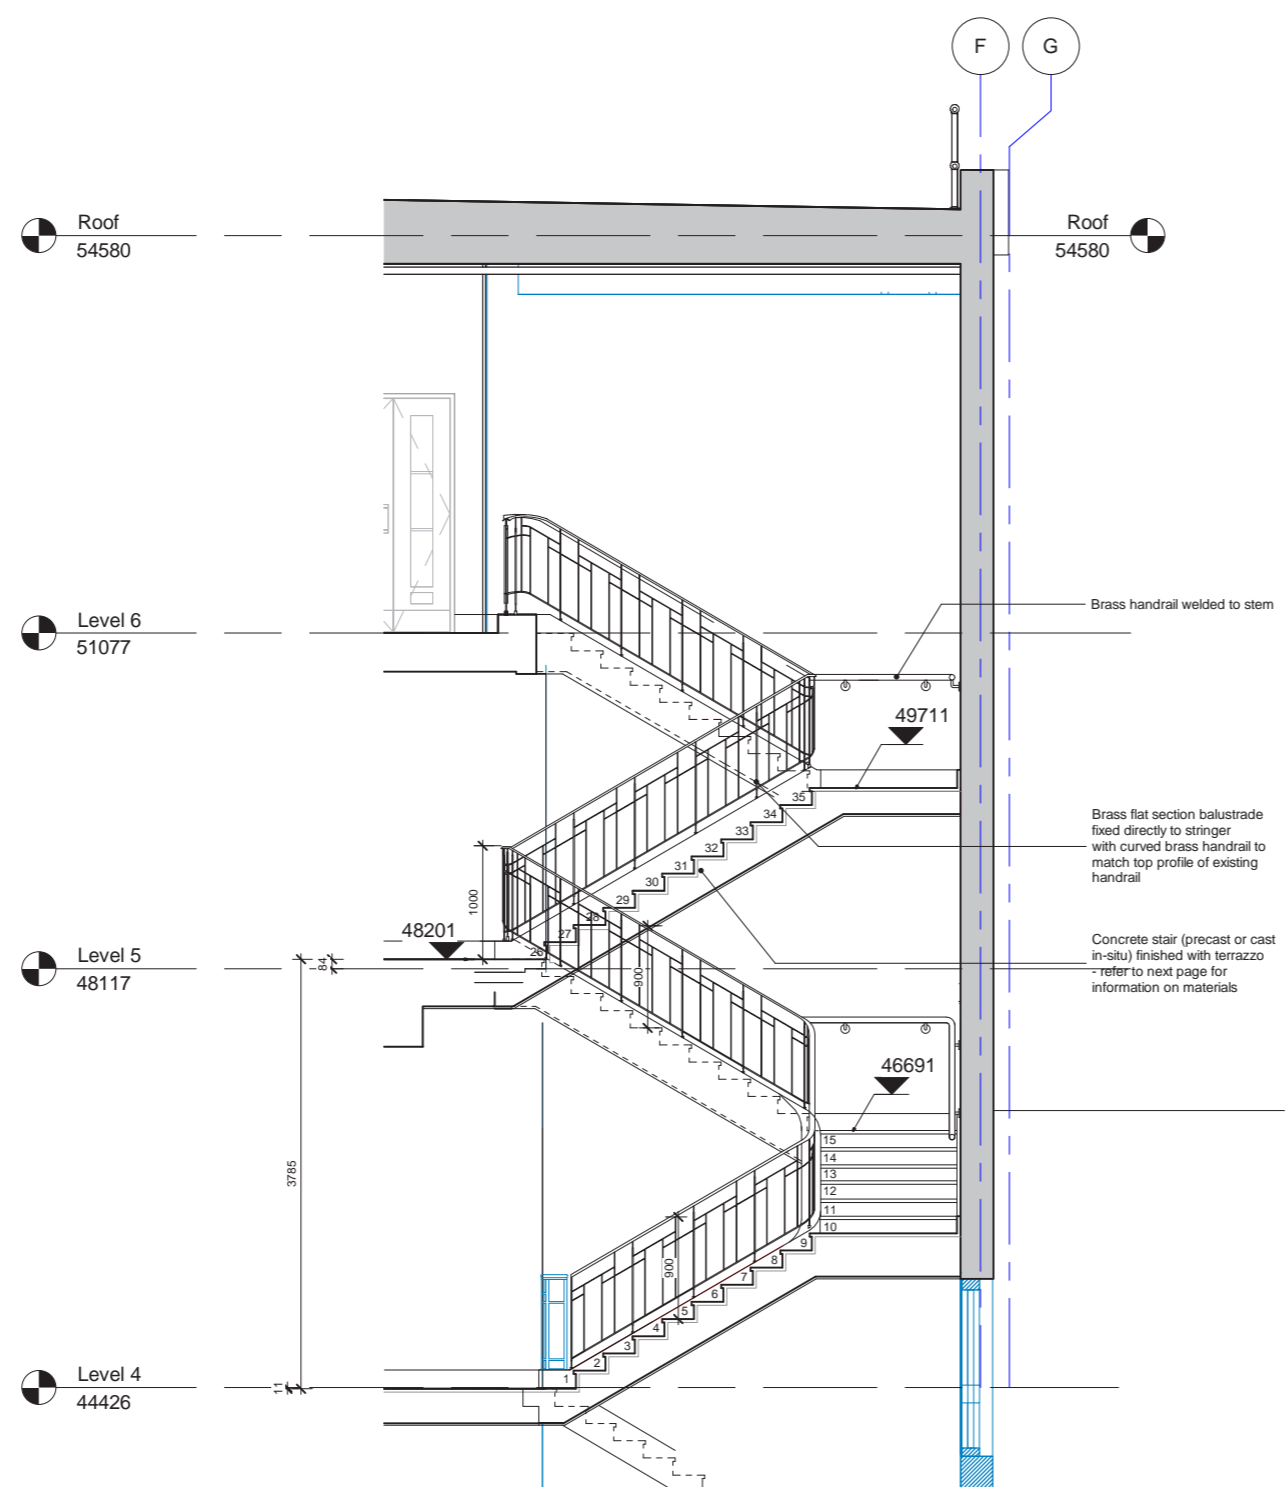 F
G
Roof
54580
Roof
54580
Level 6
51077
Brass handrail welded to stem
49711
35
34
33
32
31
30
29
28
27
26
Brass flat section balustrade
fixed directly to stringer
with curved brass handrail to
match top profile of existing
handrail
1000
48201
Level 5
48117
84
900
Concrete stair (precast or cast
in-situ) finished with terrazzo
- refer to next page for
information on materials
46691
15
14
13
12
11
10
3785
9
8
7
6
5
4
3
2
1
900
Level 4
44426
11